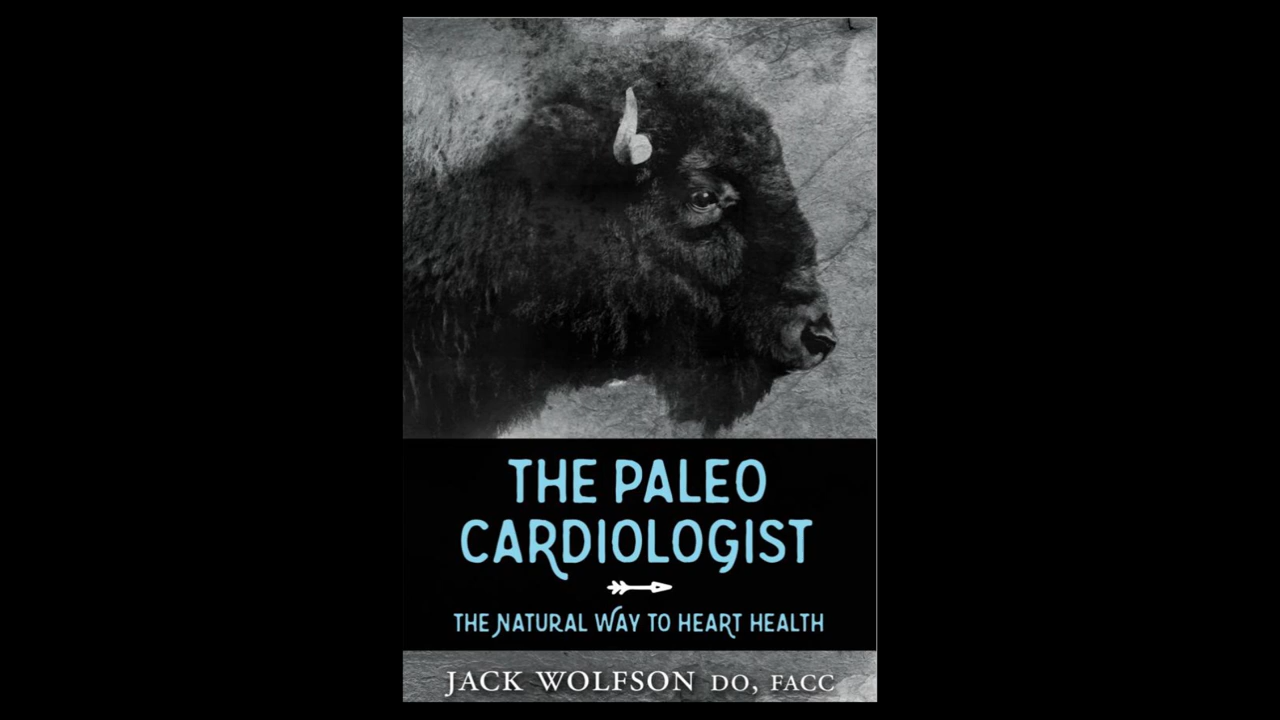 THE PALEO
CARDIOLOGIST
THE NATURAL WAY TO HEART HEALTH
JACK WOLFSON DO, FACC